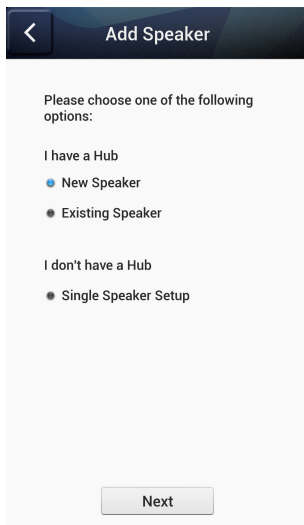 Add Speaker
Please choose one of the following
options:
I have a Hub
New Speaker
Existing Speaker
I don't have a Hub
Single Speaker Setup
Next